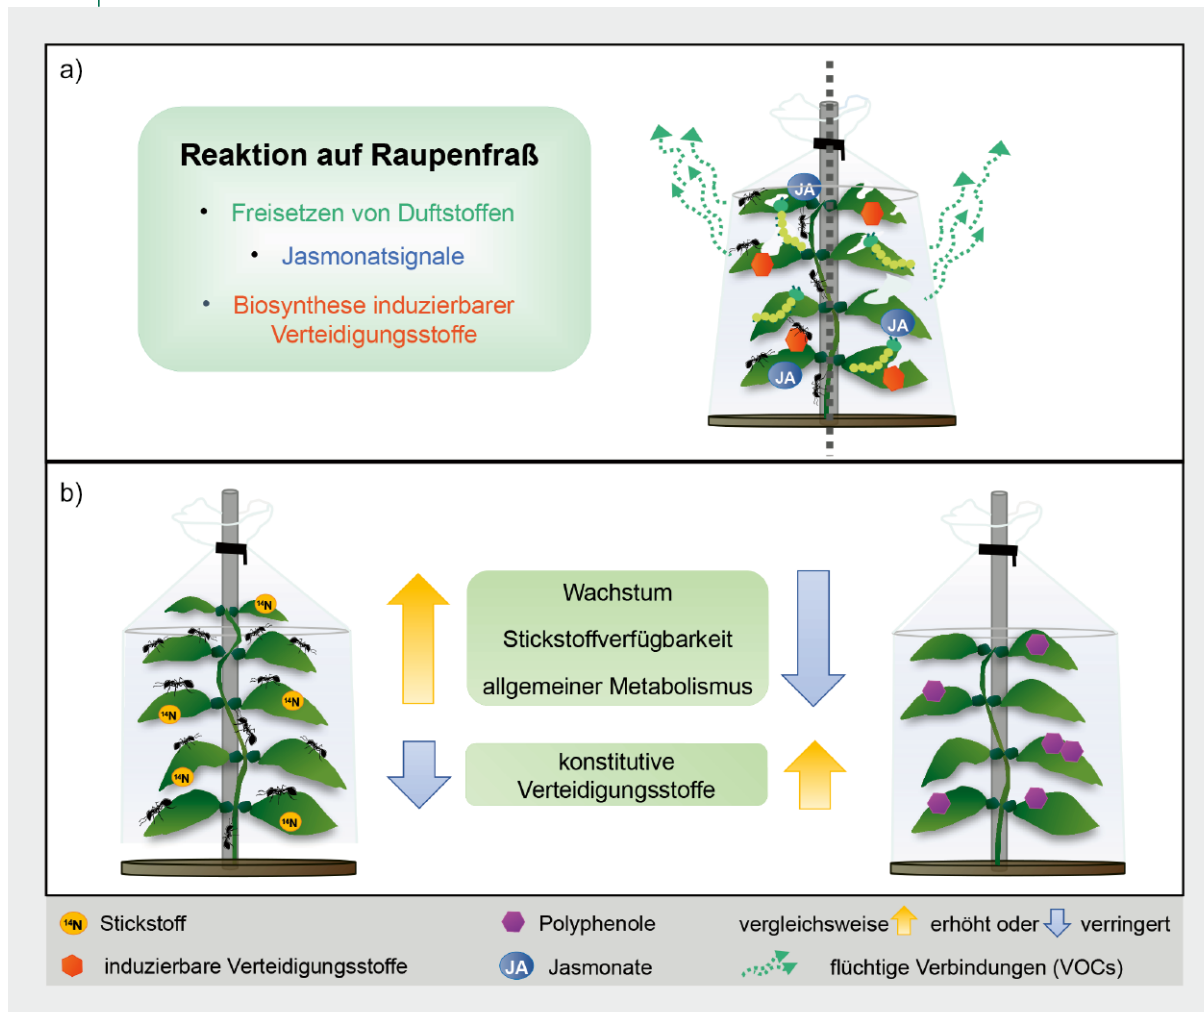 a)
Reaktion auf Raupenfraß
• Freisetzen von Duftstoffen
• Jasmonatsignale
• Biosynthese induzierbarer
Verteidigungsstoffe
JA
JA
JA
b)
Wachstum
Stickstoffverfügbarkeit
allgemeiner Metabolismus
konstitutive
Verteidigungsstoffe
¹⁴N
¹⁴N
¹⁴N
¹⁴N
¹⁴N
¹⁴N Stickstoff
Polyphenole
vergleichsweise erhöht oder verringert
induzierbare Verteidigungsstoffe
JA Jasmonate
flüchtige Verbindungen (VOCs)